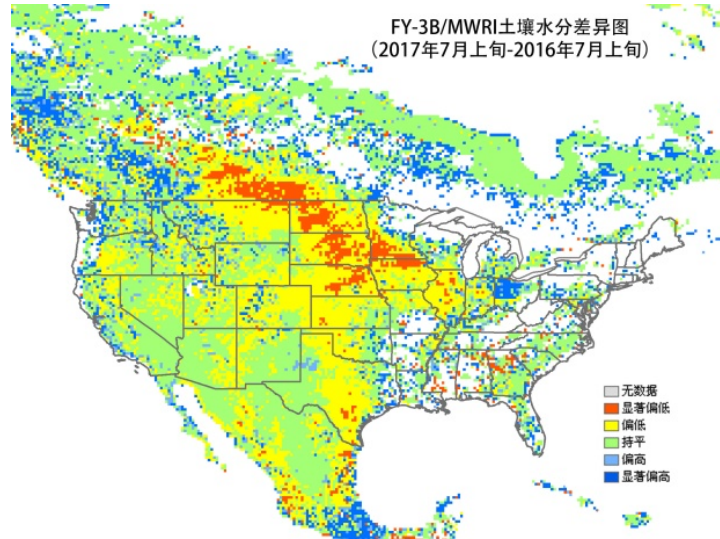 FY-3B/MWRI土壤水分差异图
（2017年7月上旬-2016年7月上旬）
无数据
显著偏低
偏低
持平
偏高
显著偏高